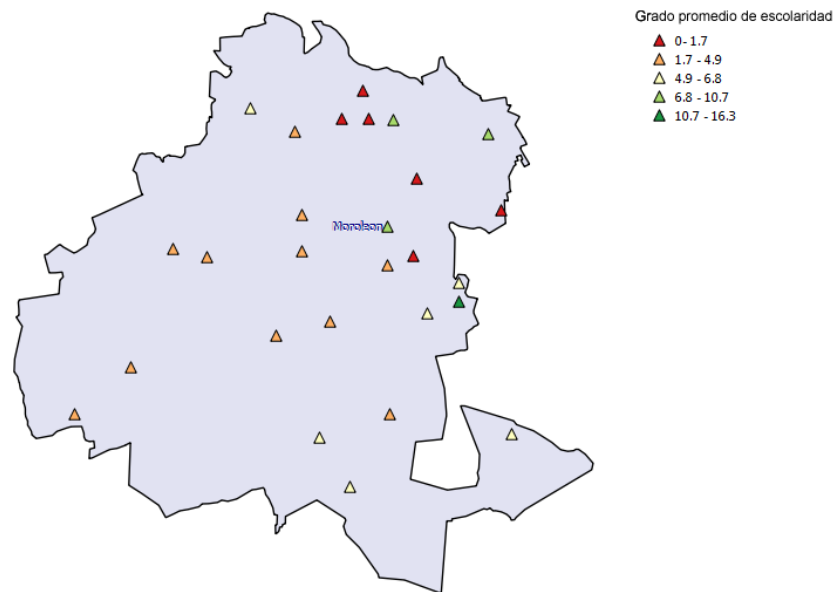 Grado promedio de escolaridad
0- 1.7
1.7 - 4.9
4.9 - 6.8
6.8 - 10.7
10.7 - 16.3
Moroleon